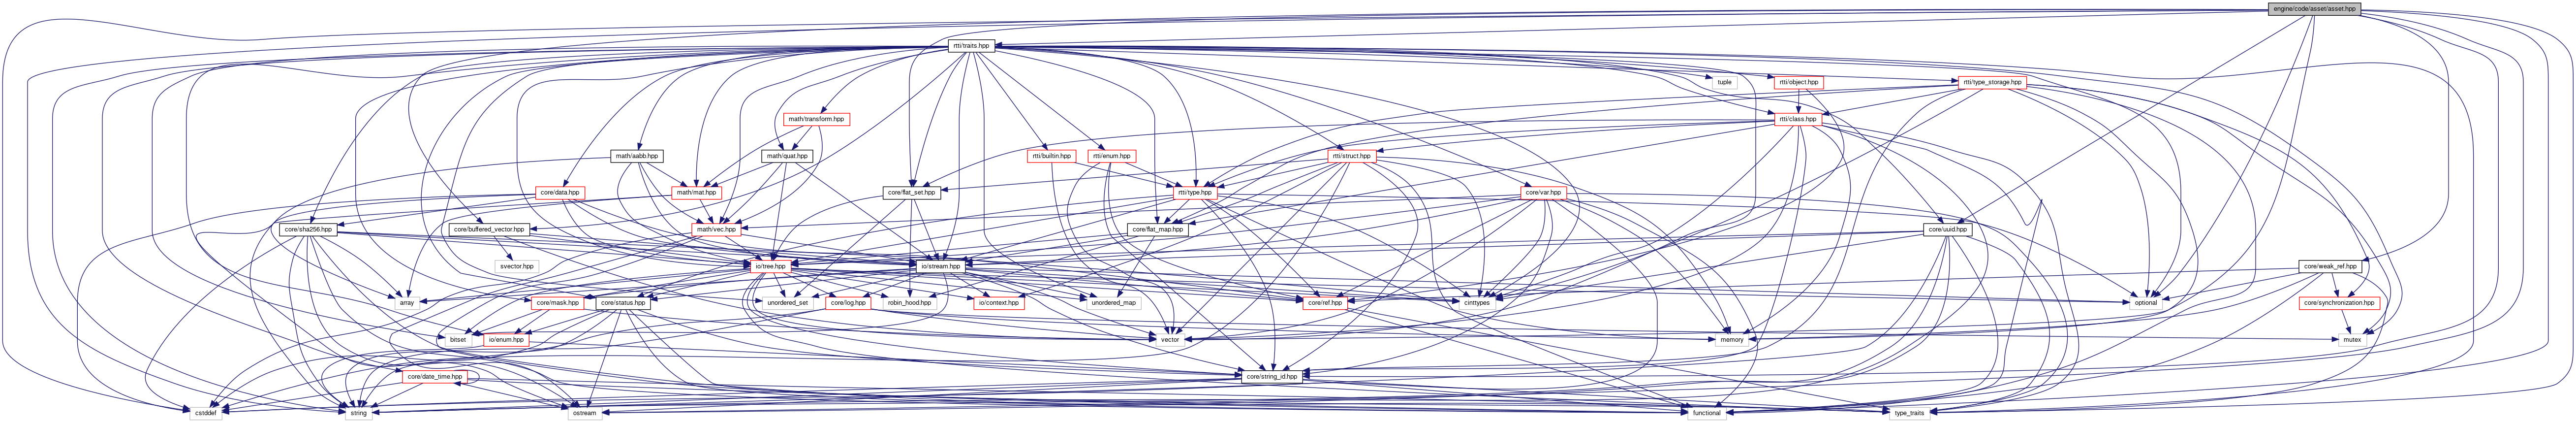 engine/code/asset/asset.hpp
rtti/traits.hpp
tuple
rtti/object.hpp
rtti/type_storage.hpp
math/transform.hpp
rtti/class.hpp
math/aabb.hpp
math/quat.hpp
rtti/builtin.hpp
rtti/enum.hpp
rtti/struct.hpp
core/data.hpp
math/mat.hpp
core/flat_set.hpp
rtti/type.hpp
core/var.hpp
core/sha256.hpp
core/buffered_vector.hpp
math/vec.hpp
core/flat_map.hpp
core/uuid.hpp
svector.hpp
io/tree.hpp
io/stream.hpp
core/weak_ref.hpp
array
core/mask.hpp
core/status.hpp
unordered_set
core/log.hpp
robin_hood.hpp
io/context.hpp
unordered_map
core/ref.hpp
cinttypes
optional
core/synchronization.hpp
bitset
io/enum.hpp
vector
memory
mutex
core/date_time.hpp
core/string_id.hpp
cstddef
string
ostream
functional
type_traits